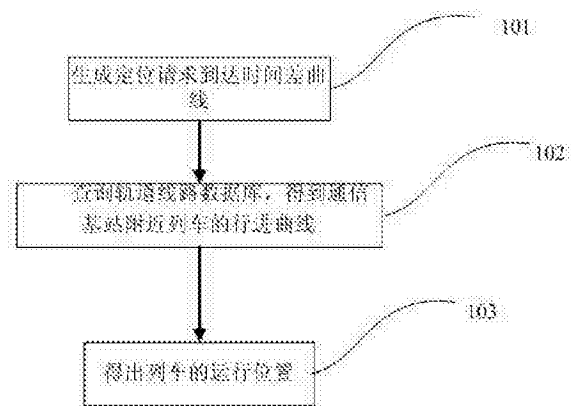 101
生成定位请求到达时间差曲
线
102
查询轨道线路数据库，得到通信
基站附近列车的行进曲线
103
得出列车的运行位置